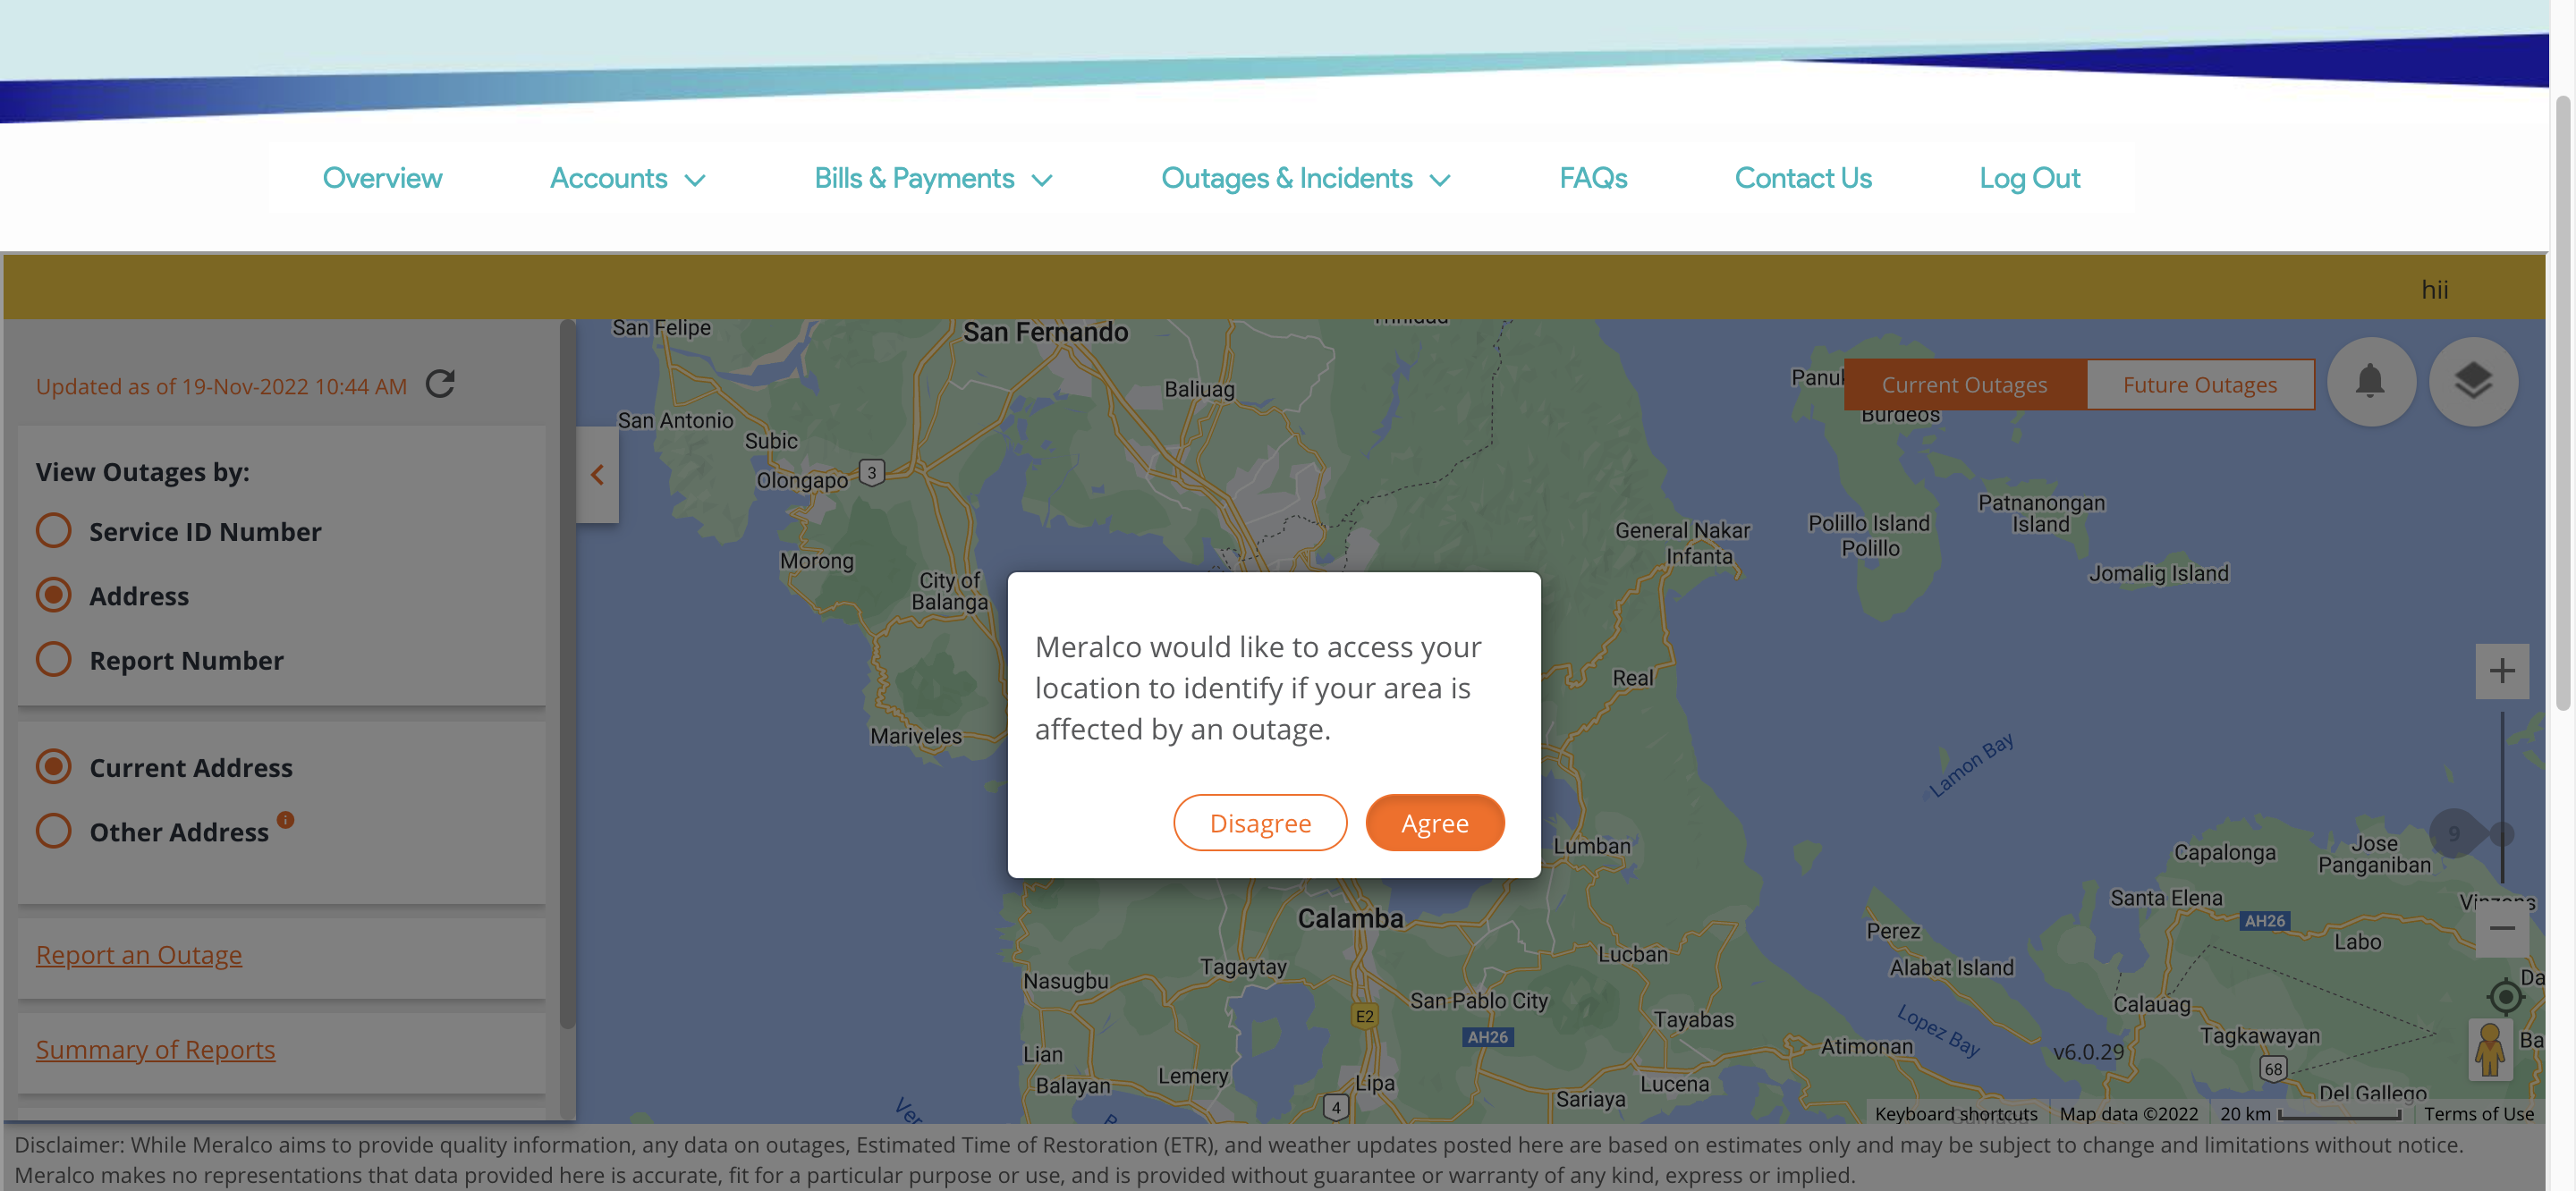 Overview
Accounts
Bills & Payments
Outages & Incidents
FAQs
Contact Us
Log Out
hii
Updated as of 19-Nov-2022 10:44 AM
View Outages by:
Service ID Number
Address
Report Number
Current Address
Other Address
Report an Outage
Summary of Reports
San Felipe
San Fernando
Trinidad
Baliuag
San Antonio
Subic
Olongapo
3
Morong
City of
Balanga
Mariveles
Current Outages
Future Outages
Burdeos
Patnanongan
Island
General Nakar
Infanta
Polillo Island
Polillo
Jomalig Island
Real
Meralco would like to access your
location to identify if your area is
affected by an outage.
Disagree
Agree
Lamon Bay
9
Lumban
Capalonga
Jose
Panganiban
Santa Elena
Vinzons
AH26
Labo
Calamba
Perez
Lucban
Alabat Island
Tagaytay
Nasugbu
San Pablo City
Calauag
E2
AH26
Tayabas
Lopez Bay
Tagkawayan
Atimonan
v6.0.29
Lian
Balayan
Lemery
Lipa
Lucena
68
4
Sariaya
Del Gallego
Keyboard shortcuts
Map data ©2022
20 km
Terms of Use
Disclaimer: While Meralco aims to provide quality information, any data on outages, Estimated Time of Restoration (ETR), and weather updates posted here are based on estimates only and may be subject to change and limitations without notice.
Meralco makes no representations that data provided here is accurate, fit for a particular purpose or use, and is provided without guarantee or warranty of any kind, express or implied.